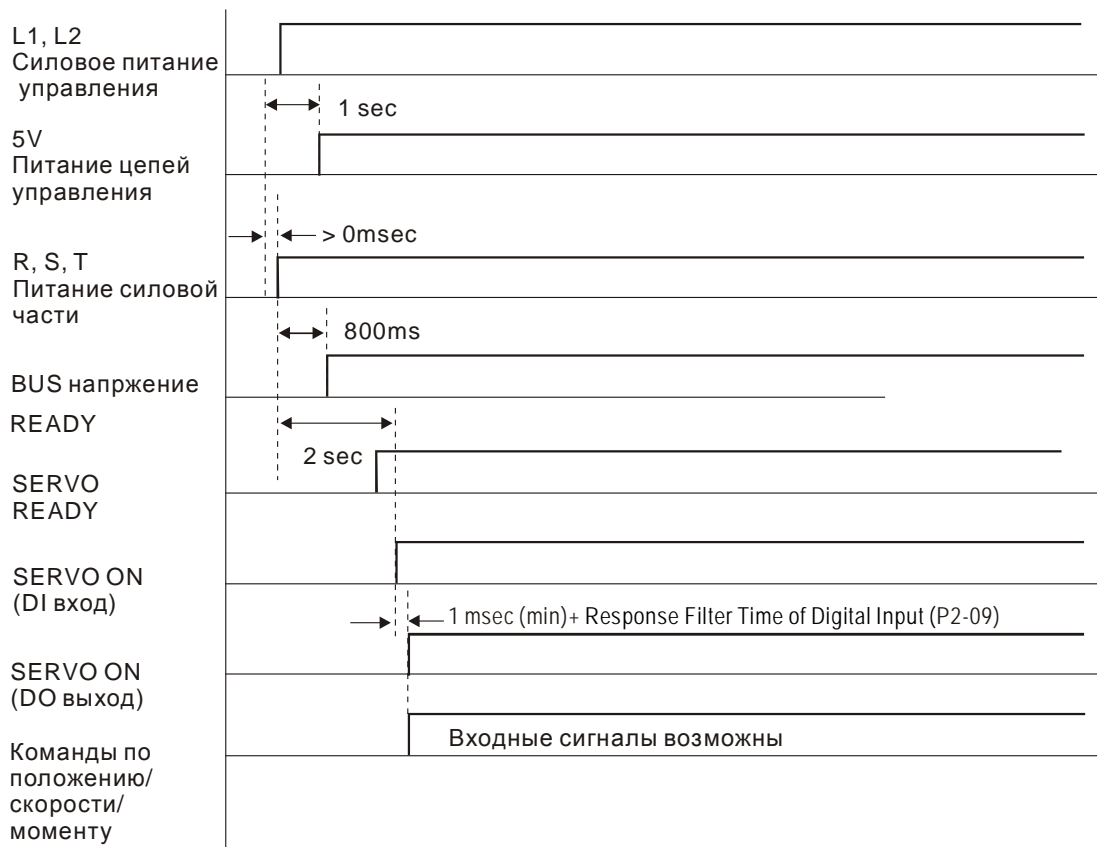 L1, L2
Силовое питание
управления
1 sec
5V
Питание цепей
управления
> 0msec
R, S, T
Питание силовой
части
800ms
BUS напржение
READY
2 sec
SERVO
READY
SERVO ON
(DI вход)
1 msec (min)+ Response Filter Time of Digital Input (P2-09)
SERVO ON
(DO выход)
Входные сигналы возможны
Команды по
положению/
скорости/
моменту